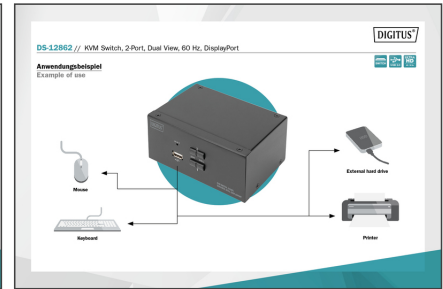 DIGITUS®
DS-12862 // KVM Switch, 2-Port, Dual View, 60 Hz, DisplayPort
Anwendungsbeispiel
Example of use
Mouse
Keyboard
External hard drive
Printer